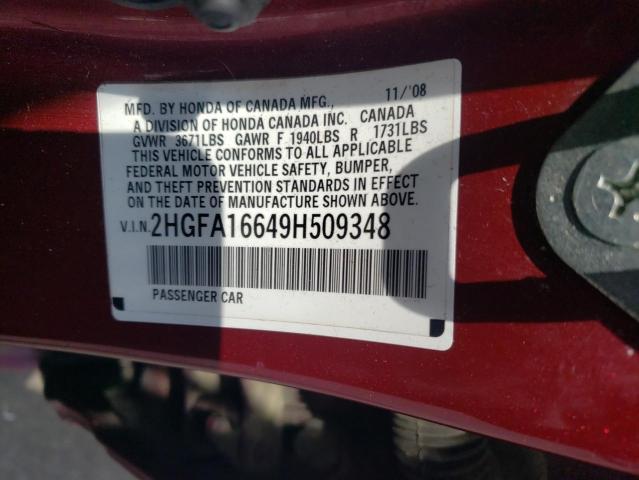 MFD. BY HONDA OF CANADA MFG., 11/'08
A DIVISION OF HONDA CANADA INC. CANADA
GVWR 3671LBS GAWR F 1940LBS R 1731LBS
THIS VEHICLE CONFORMS TO ALL APPLICABLE
FEDERAL MOTOR VEHICLE SAFETY, BUMPER,
AND THEFT PREVENTION STANDARDS IN EFFECT
ON THE DATE OF MANUFACTURE SHOWN ABOVE.
V.I.N. 2HGFA16649H509348
PASSENGER CAR